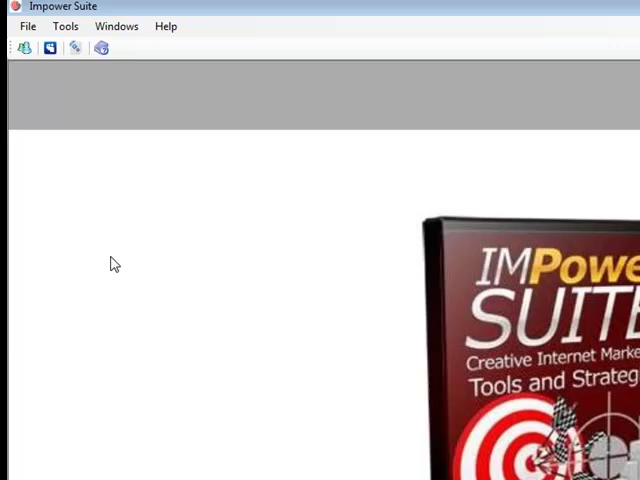 Impower Suite
File Tools Windows Help
IMPowe
SUITE
Creative Internet Marke
Tools and Strateg